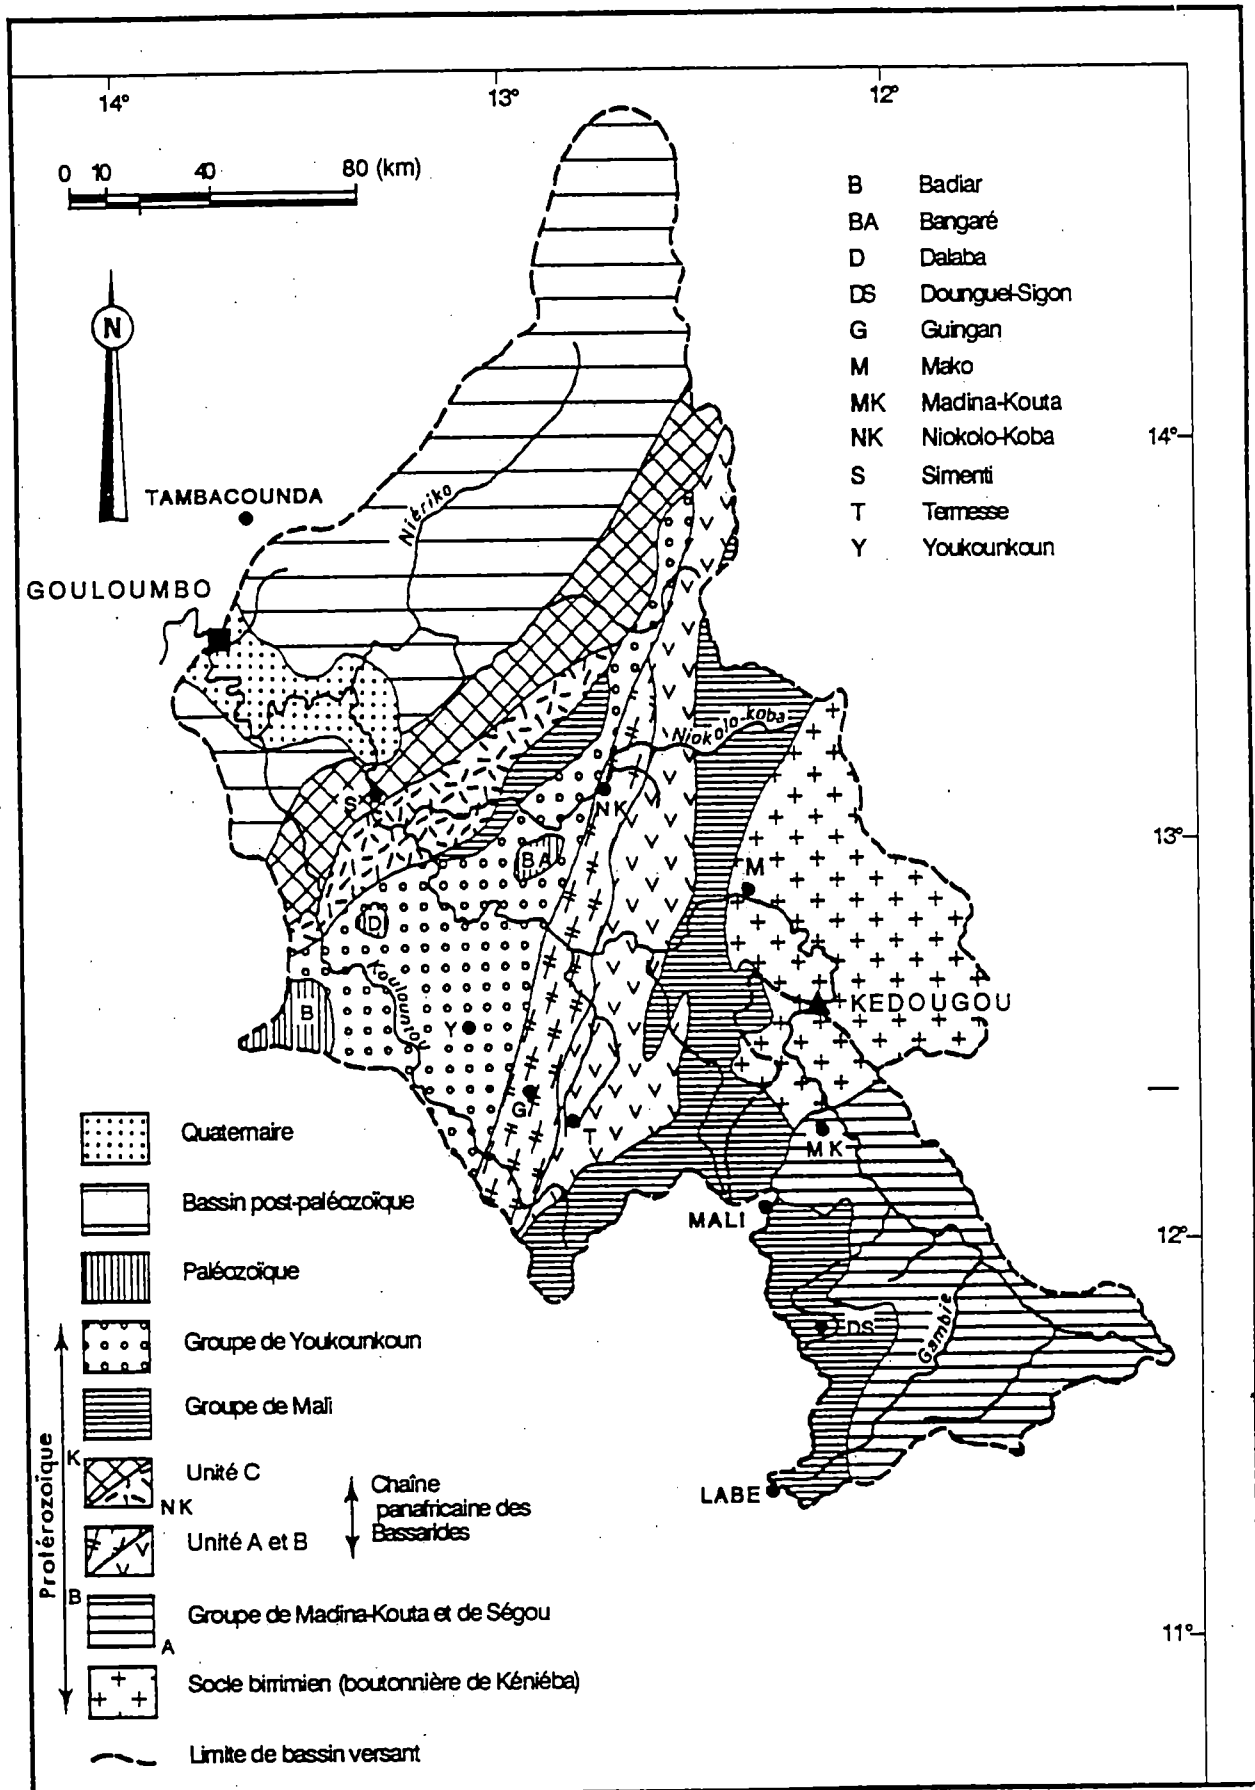 14°
13°
12°
0 10 40 80 (km)
B Badiar
BA Bangaré
D Dalaba
DS Dounguel-Sigon
G Guingan
M Mako
MK Madina-Kouta
NK Niokolo-Koba
S Simenti
T Termesse
Y Youkounkoun
N
14°
TAMBACOUNDA
Niériko
GOULOUMBO
Niokolo-koba
S
NK
13°
BA
M
D
Koulountou
B
KEDOUGOU
Y
G
T
MK
MALI
12°
DS
Gambie
LABE
11°
Quaternaire
Bassin post-paléozoïque
Paléozoïque
Groupe de Youkounkoun
Groupe de Mali
K
Unité C
NK
Chaîne
panafricaine des
Bassarides
Unité A et B
Protérozoïque
B
Groupe de Madina-Kouta et de Ségou
A
Socle birrimien (boutonnière de Kéniéba)
Limite de bassin versant